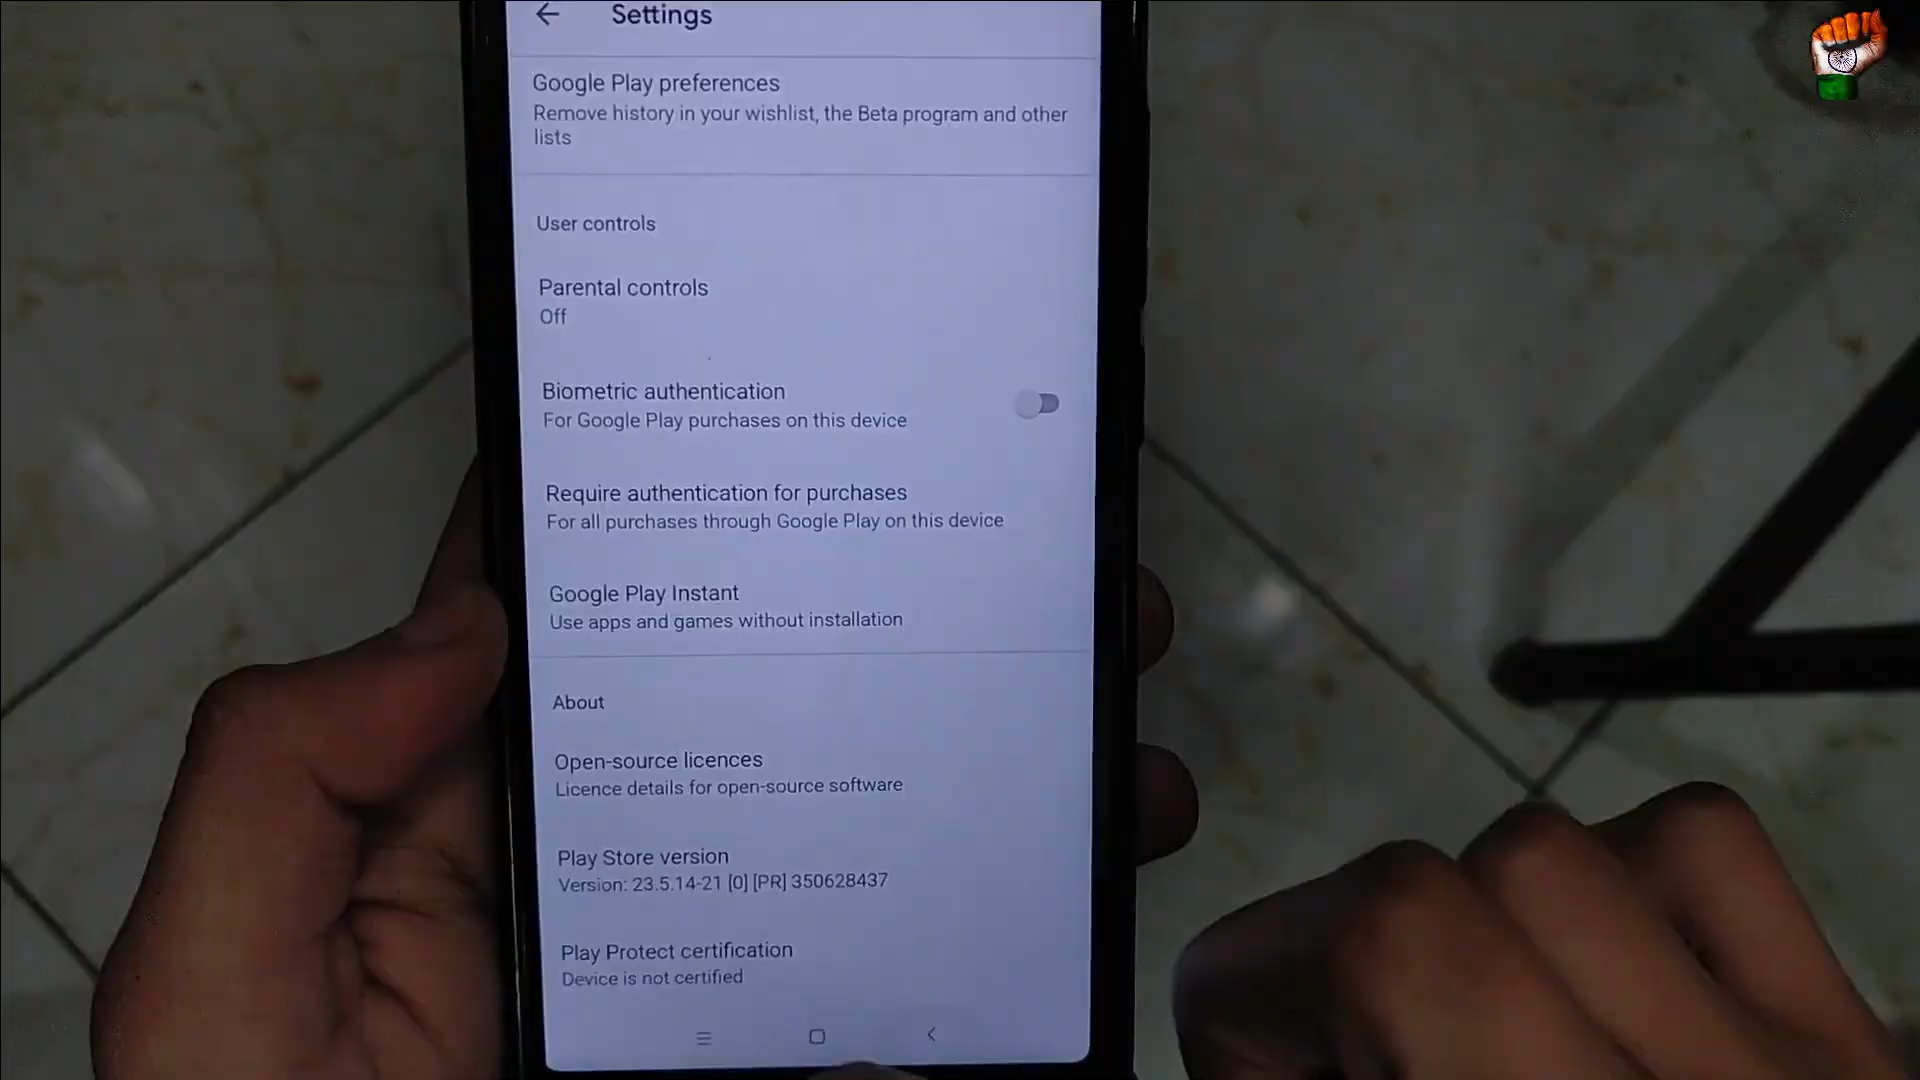 Settings
Google Play preferences
Remove history in your wishlist, the Beta program and other
lists
User controls
Parental controls
Off
Biometric authentication
For Google Play purchases on this device
Require authentication for purchases
For all purchases through Google Play on this device
Google Play Instant
Use apps and games without installation
About
Open-source licences
Licence details for open-source software
Play Store version
Version: 23.5.14-21 [0] [PR] 350628437
Play Protect certification
Device is not certified